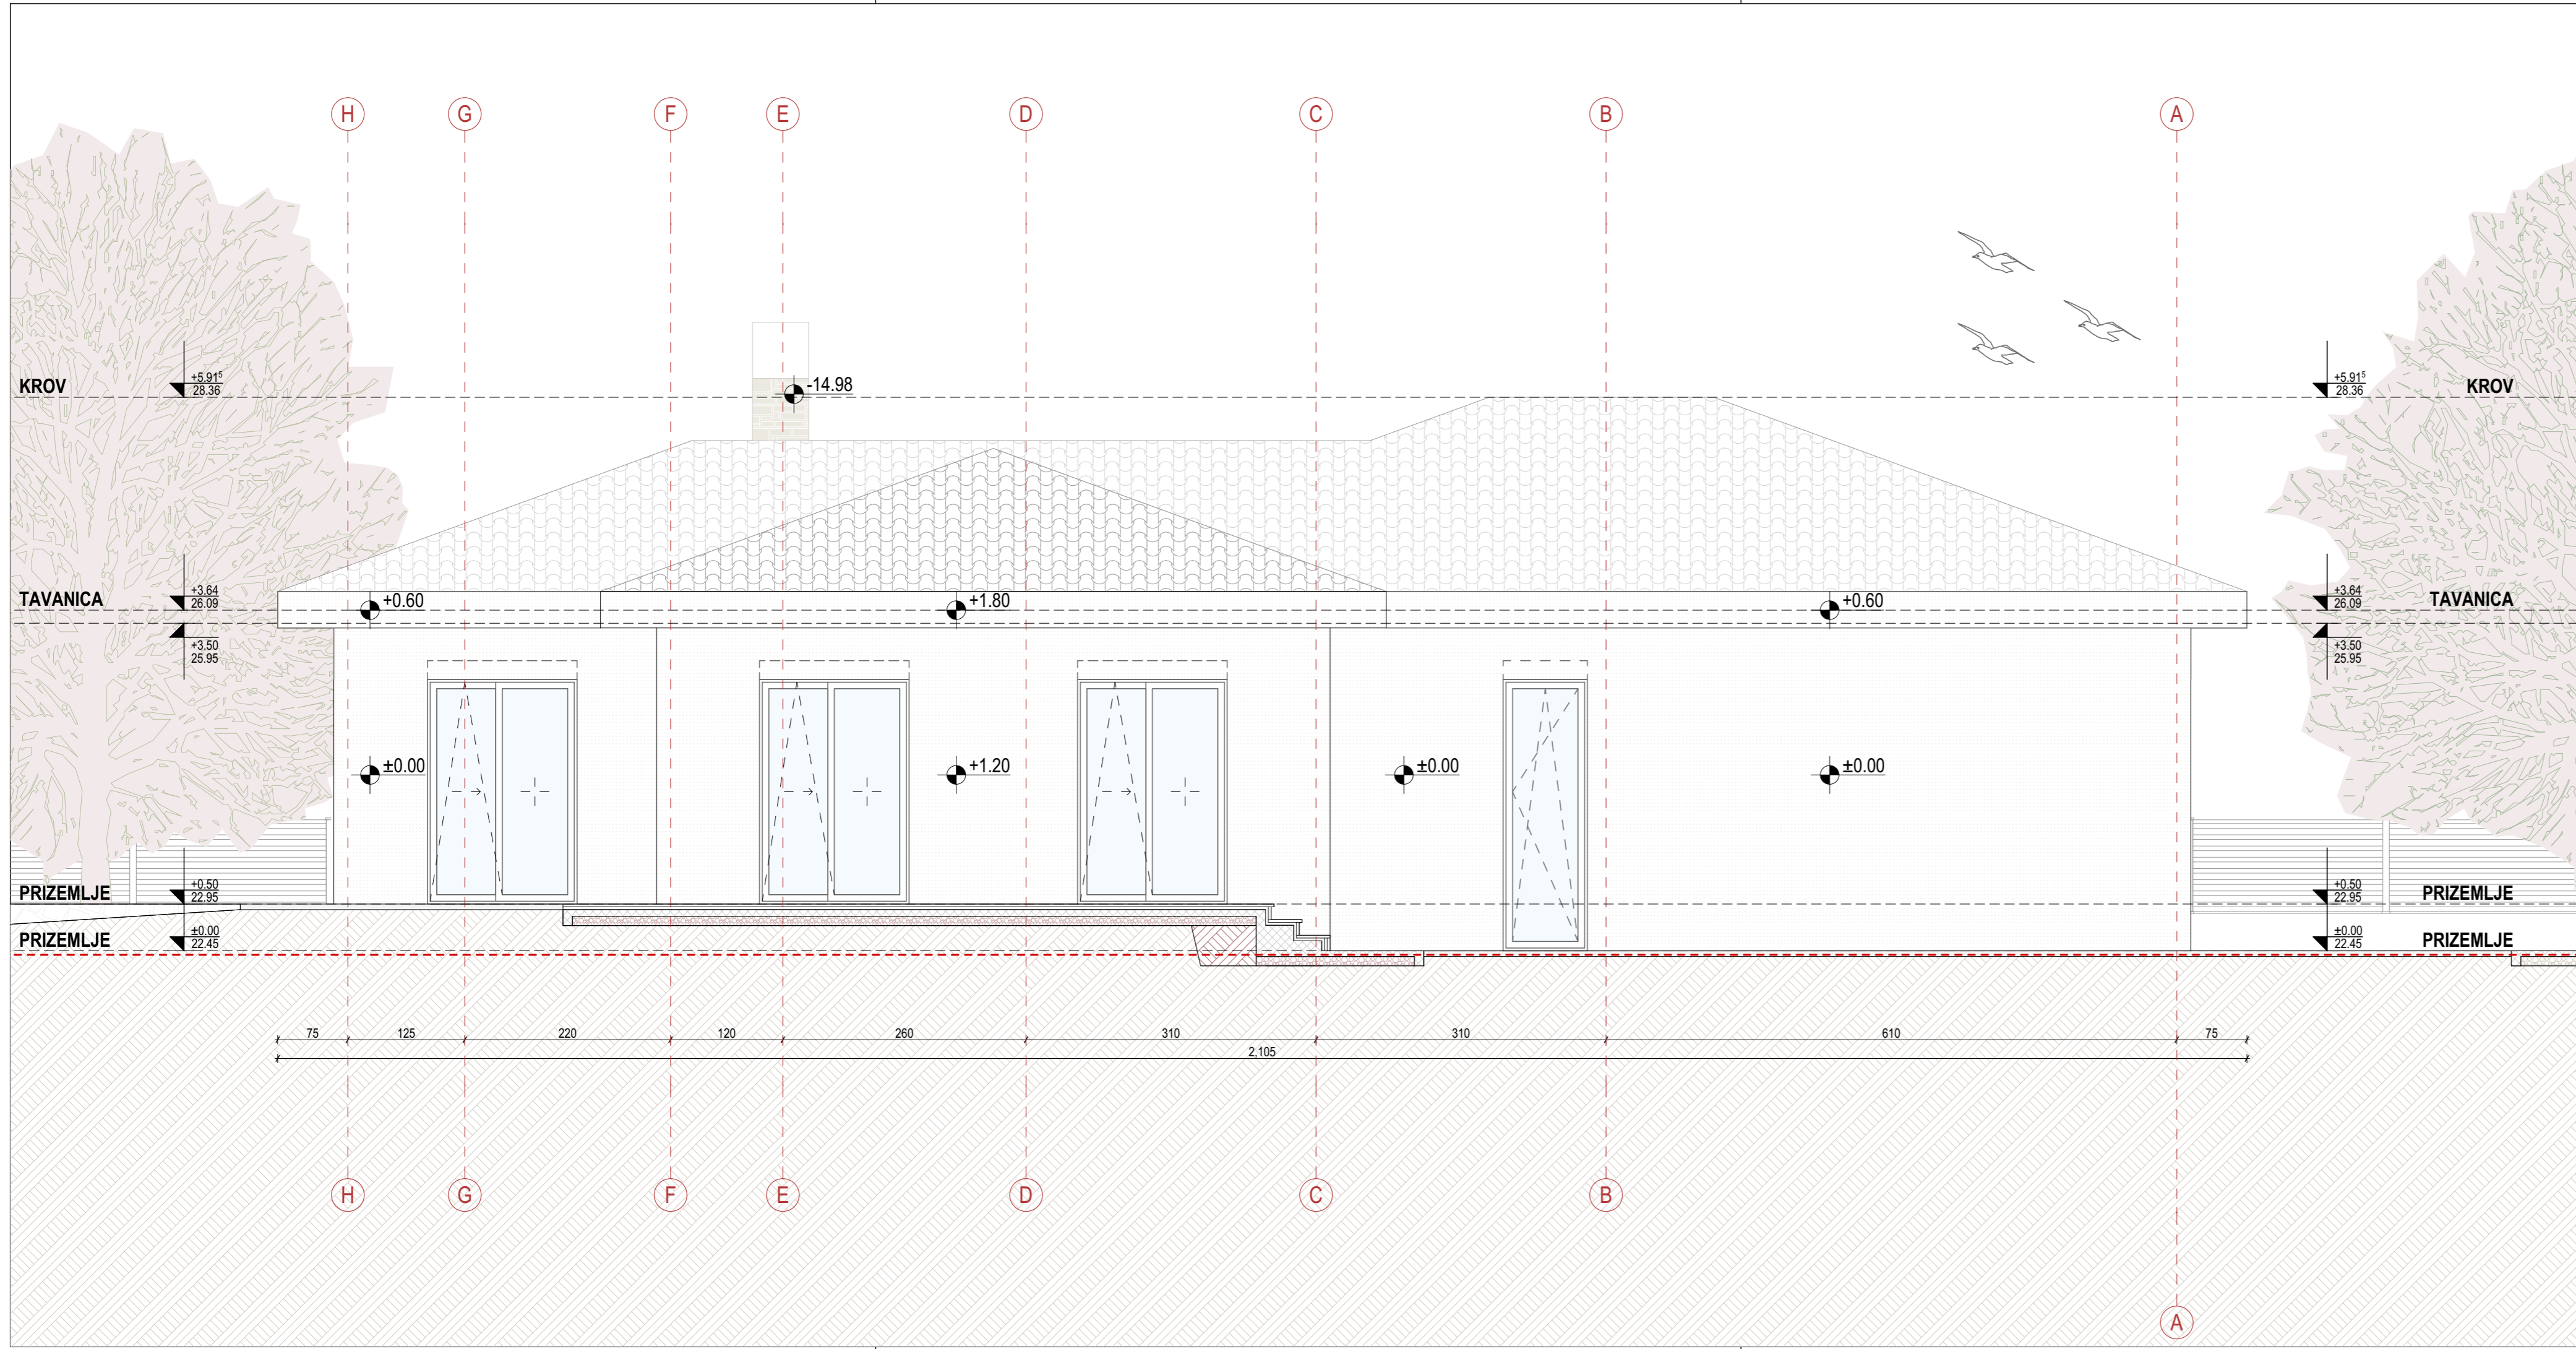 H G F E D C B A
-14.98
KROV +5.91⁵ +5.91⁵ KROV
28.36 28.36
TAVANICA +3.64 +0.60 +1.80 +0.60 +3.64 TAVANICA
26.09 26.09
+3.50 +3.50
25.95 25.95
±0.00 +1.20 ±0.00 ±0.00
PRIZEMLJE +0.50 +0.50 PRIZEMLJE
22.95 22.95
PRIZEMLJE ±0.00 ±0.00 PRIZEMLJE
22.45 22.45
75 125 220 120 260 310 310 610 75
2,105
H G F E D C B
A